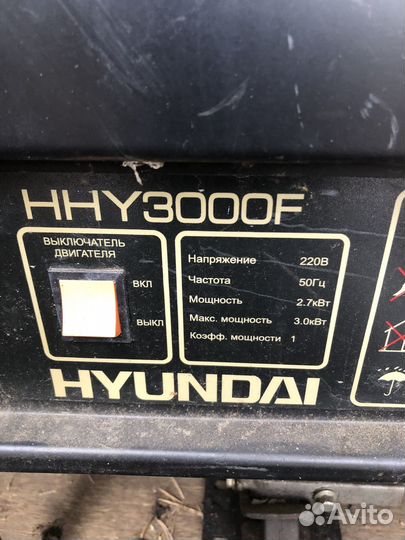 HHY3000F
ВЫКЛЮЧАТЕЛЬ
ДВИГАТЕЛЯ
ВКЛ
ВЫКЛ
Напряжение 220В
Частота 50Гц
Мощность 2.7кВт
Макс. мощность 3.0кВт
Коэфф. мощности 1
HYUNDAI
Avito